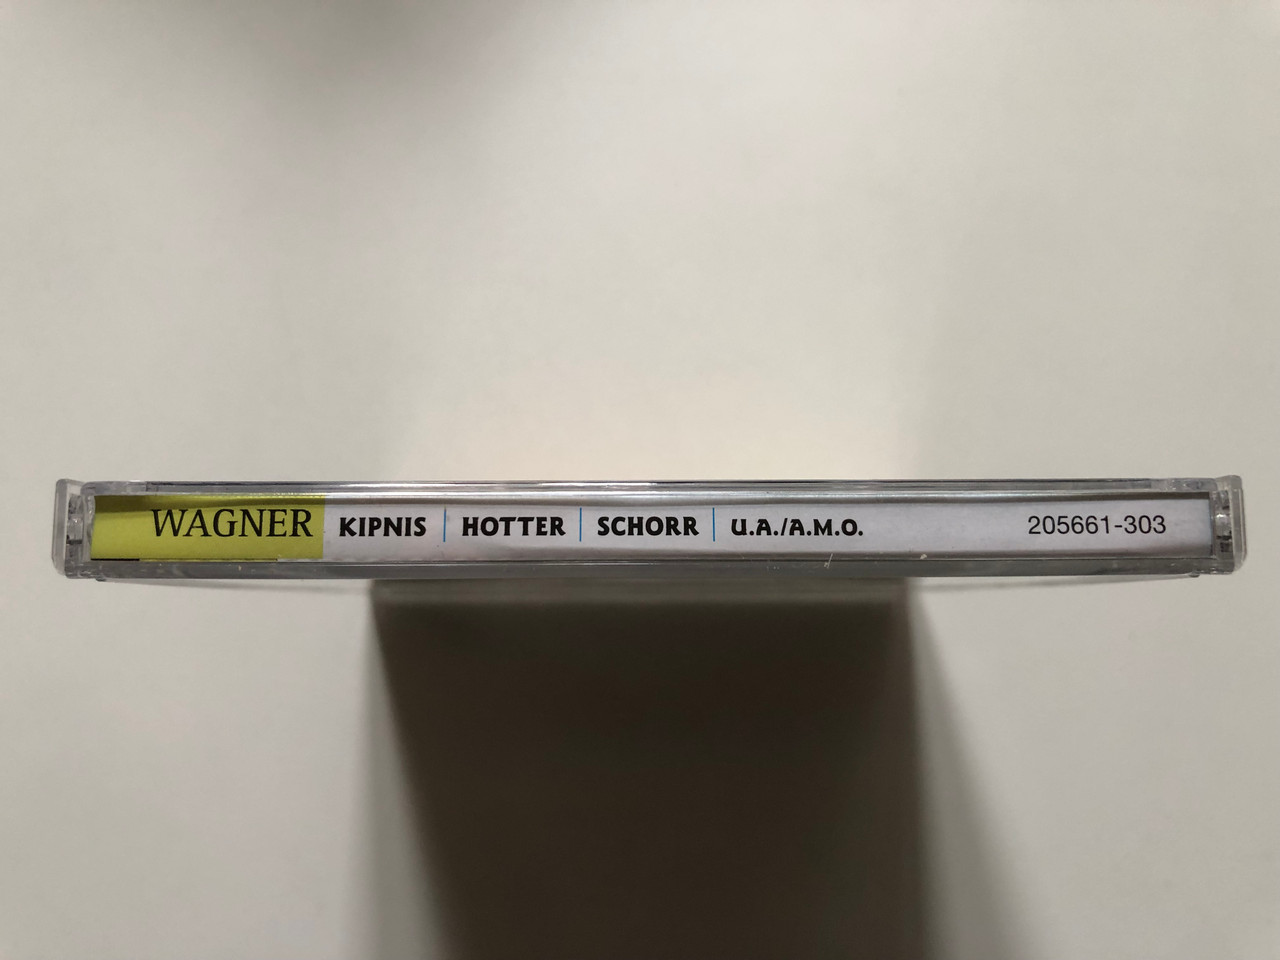 WAGNER KIPNIS | HOTTER | SCHORR | U.A./A.M.O. 205661-303